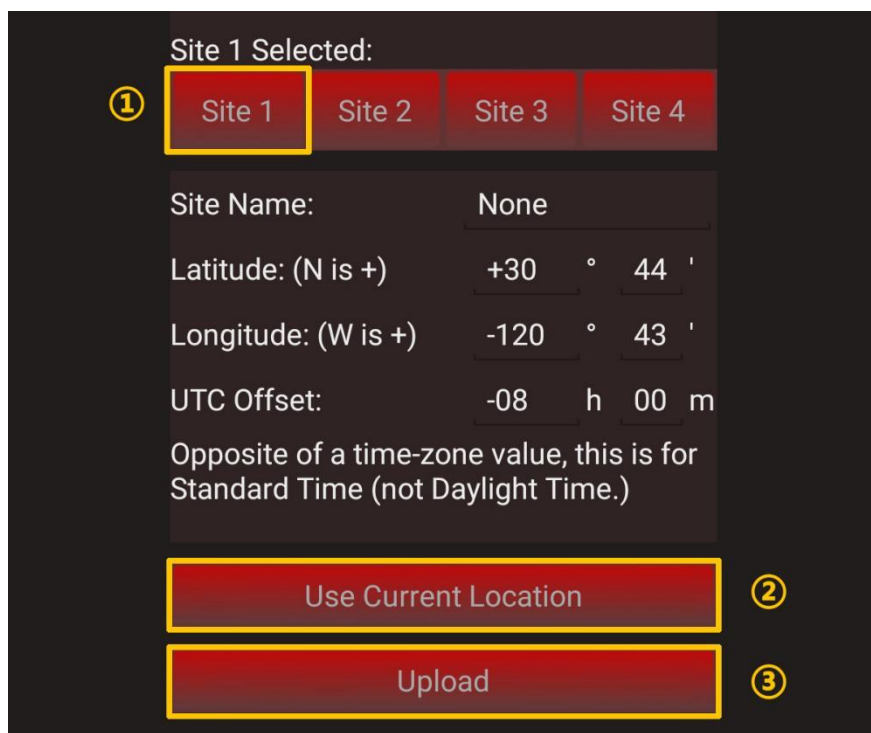 Site 1 Selected:
① Site 1 Site 2 Site 3 Site 4
Site Name: None
Latitude: (N is +) +30 ° 44 '
Longitude: (W is +) -120 ° 43 '
UTC Offset: -08 h 00 m
Opposite of a time-zone value, this is for
Standard Time (not Daylight Time.)
Use Current Location ②
Upload ③